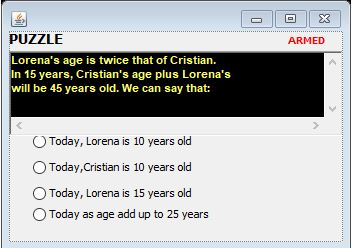 PUZZLE
ARMED
Lorena's age is twice that of Cristian.
In 15 years, Cristian's age plus Lorena's
will be 45 years old. We can say that:
Today, Lorena is 10 years old
Today,Cristian is 10 years old
Today, Lorena is 15 years old
Today as age add up to 25 years